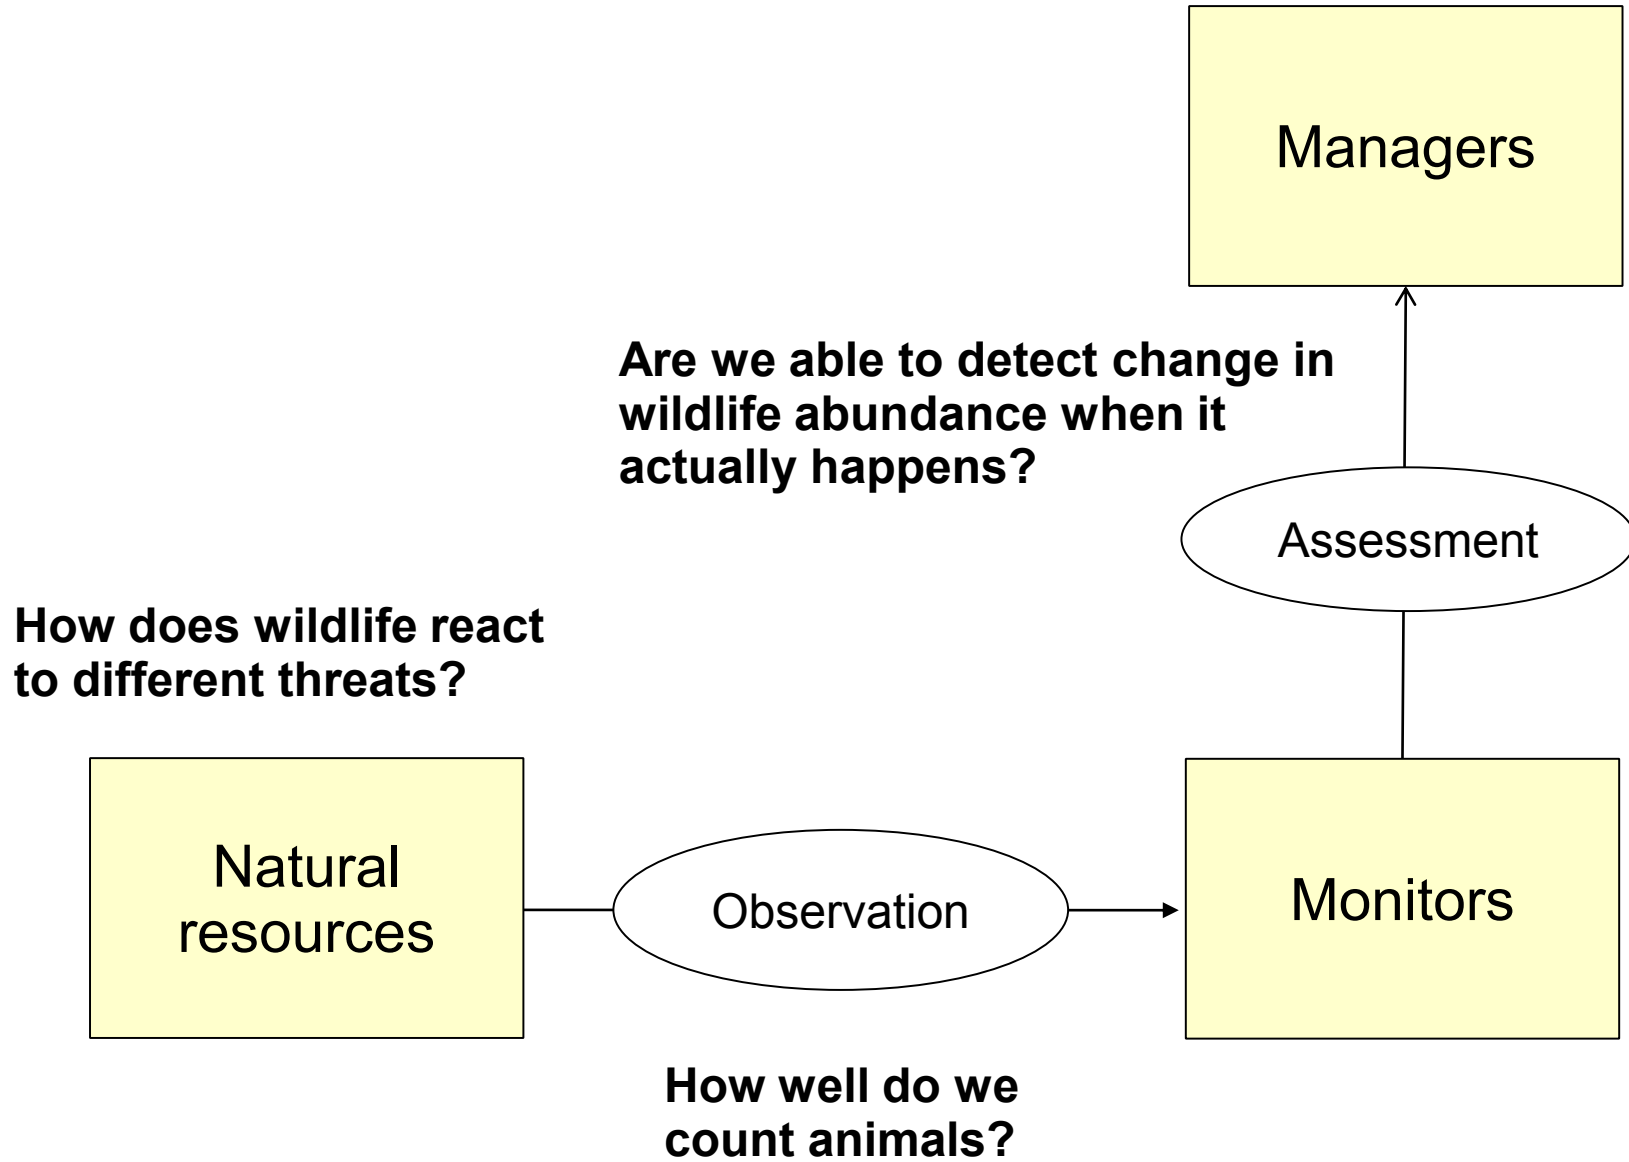 Managers
Are we able to detect change in
wildlife abundance when it
actually happens?
Assessment
How does wildlife react
to different threats?
Natural
resources
Observation
Monitors
How well do we
count animals?